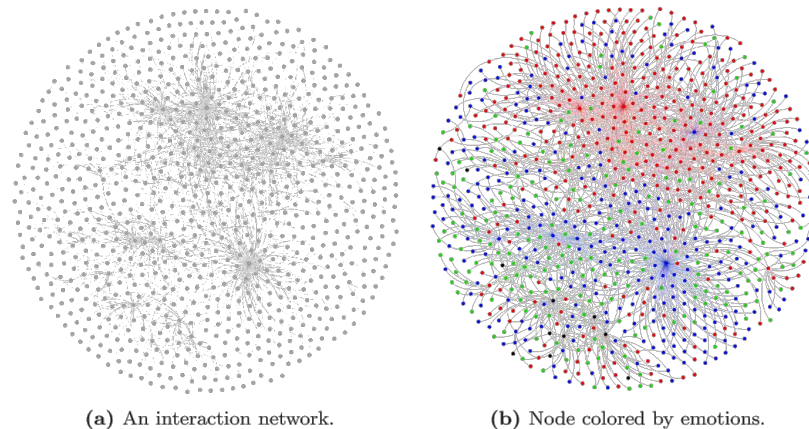 (a) An interaction network.
(b) Node colored by emotions.